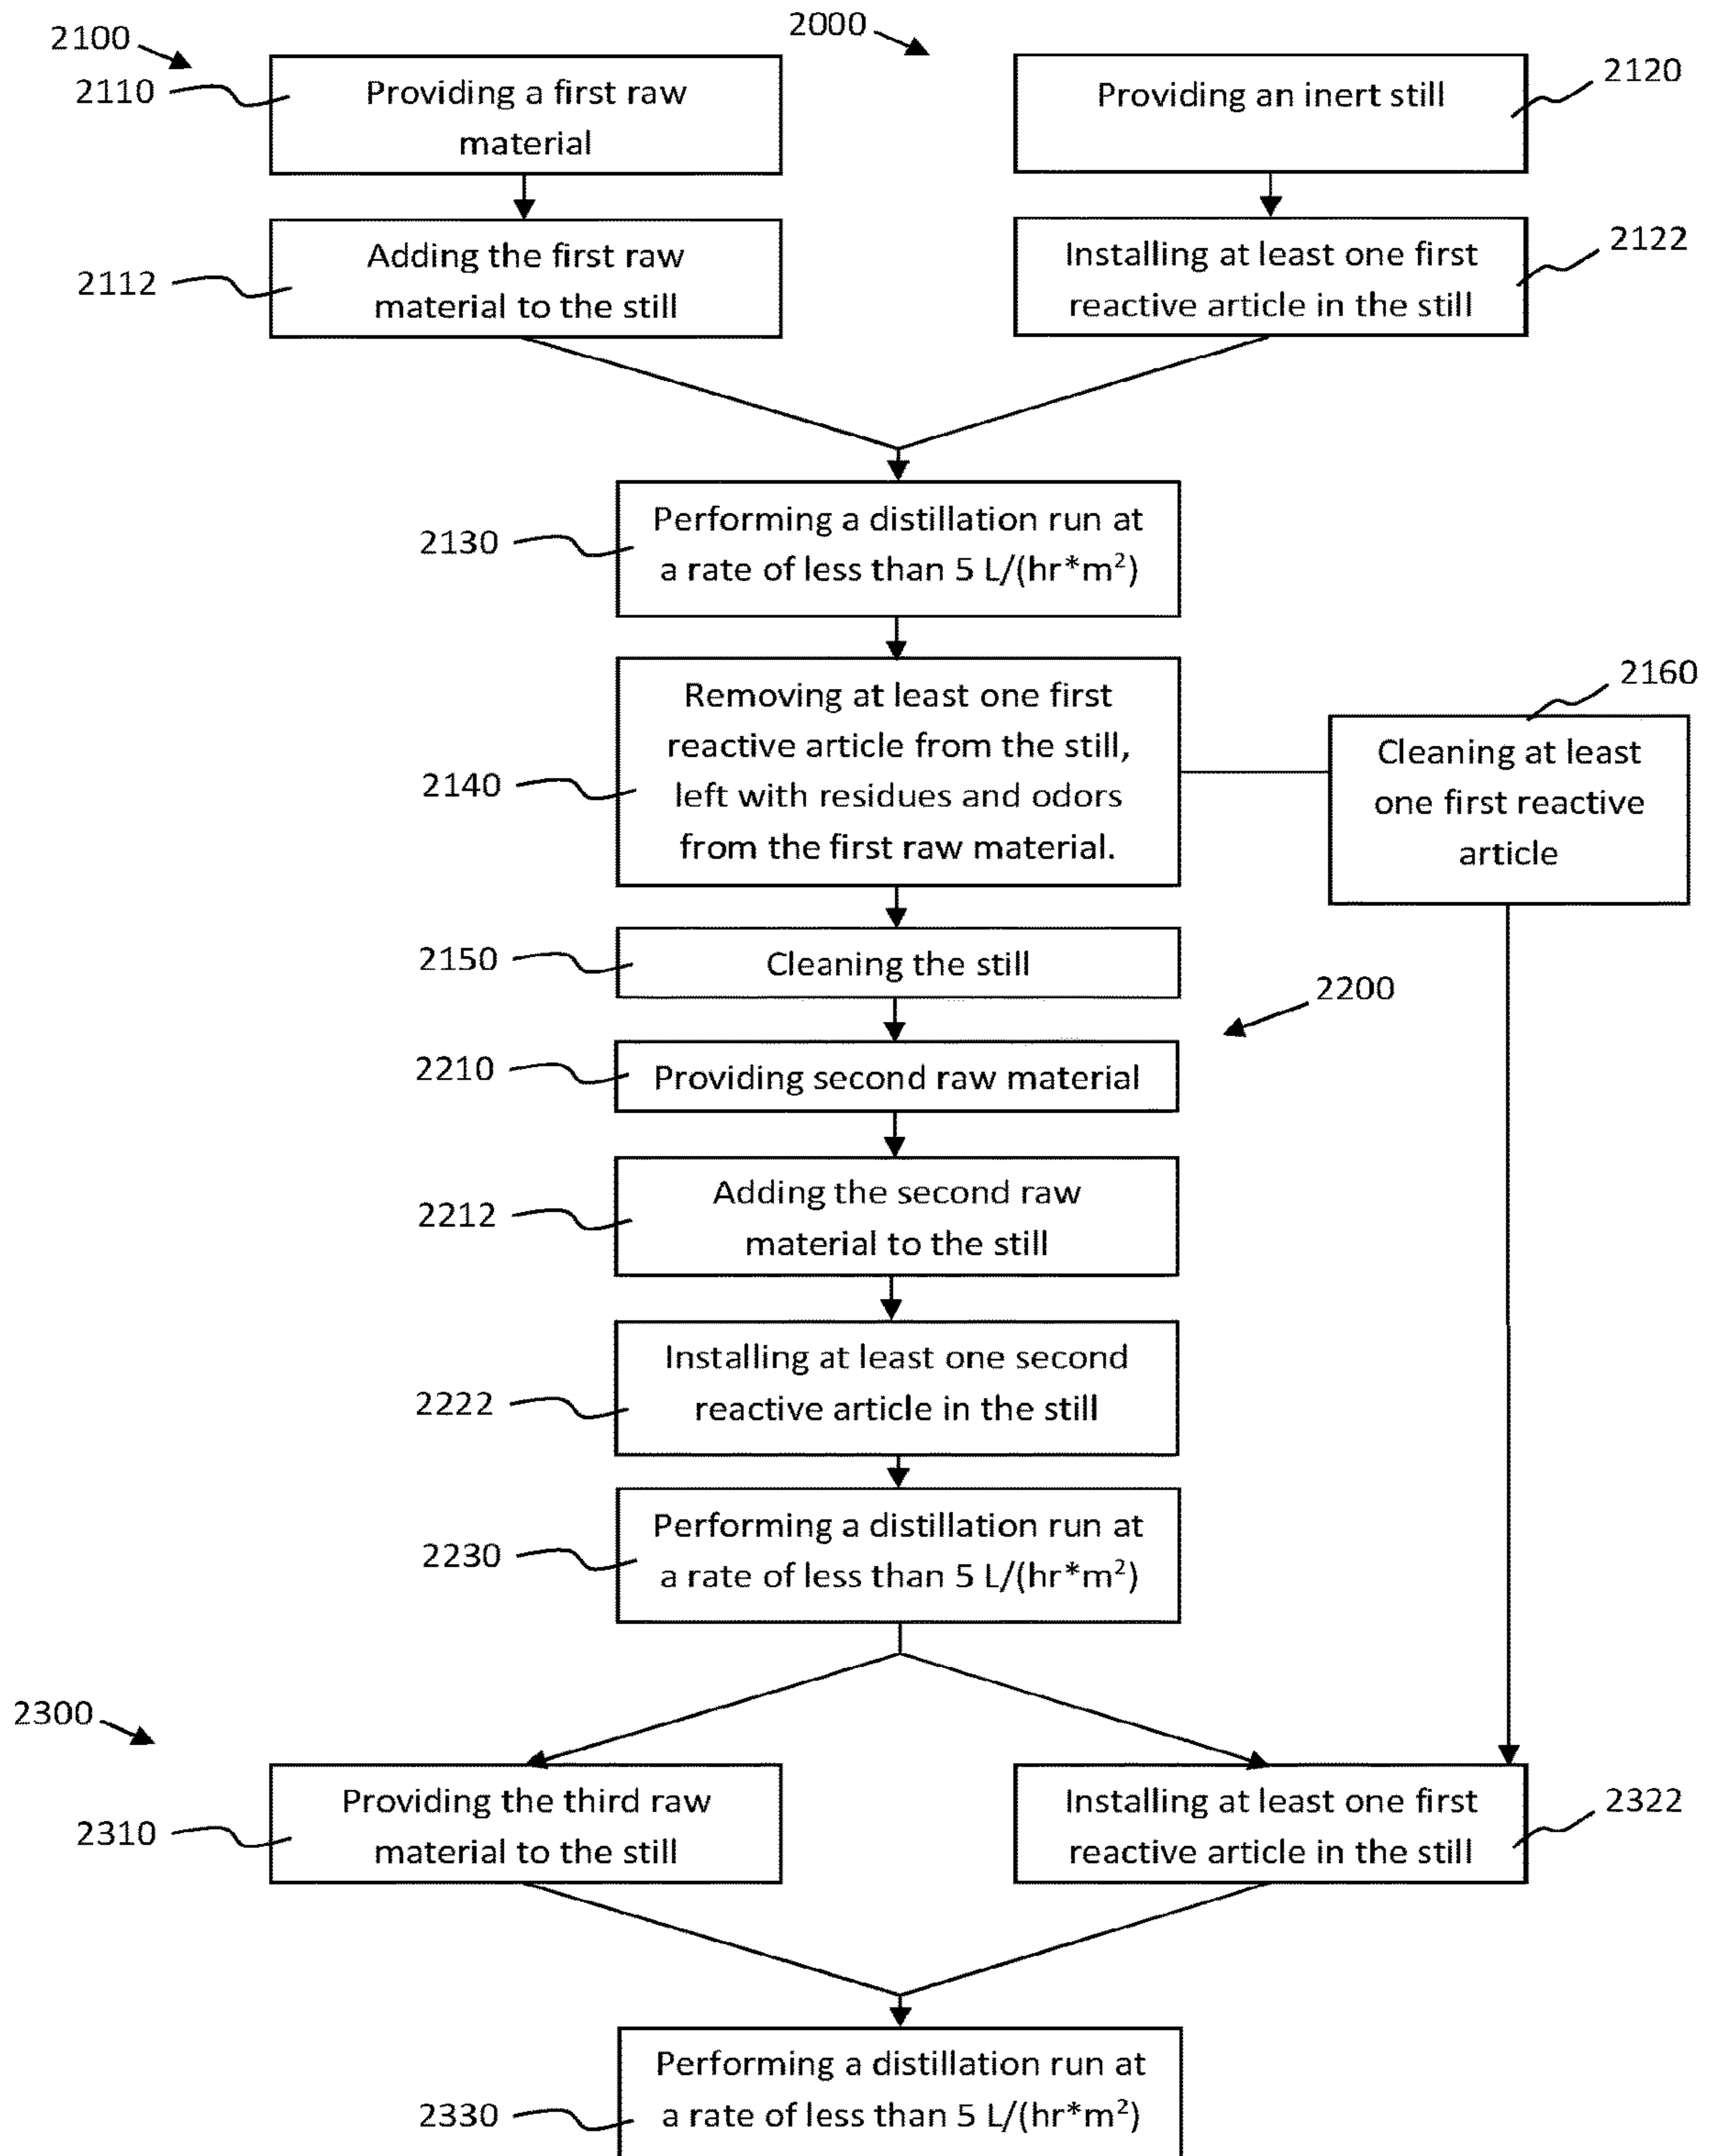 2100
2000
2110
Providing a first raw
material
Providing an inert still
2120
2112
Adding the first raw
material to the still
Installing at least one first
reactive article in the still
2122
2130
Performing a distillation run at
a rate of less than 5 L/(hr*m²)
2140
Removing at least one first
reactive article from the still,
left with residues and odors
from the first raw material.
2160
Cleaning at least
one first reactive
article
2150
Cleaning the still
2200
2210
Providing second raw material
2212
Adding the second raw
material to the still
2222
Installing at least one second
reactive article in the still
2230
Performing a distillation run at
a rate of less than 5 L/(hr*m²)
2300
2310
Providing the third raw
material to the still
Installing at least one first
reactive article in the still
2322
2330
Performing a distillation run at
a rate of less than 5 L/(hr*m²)